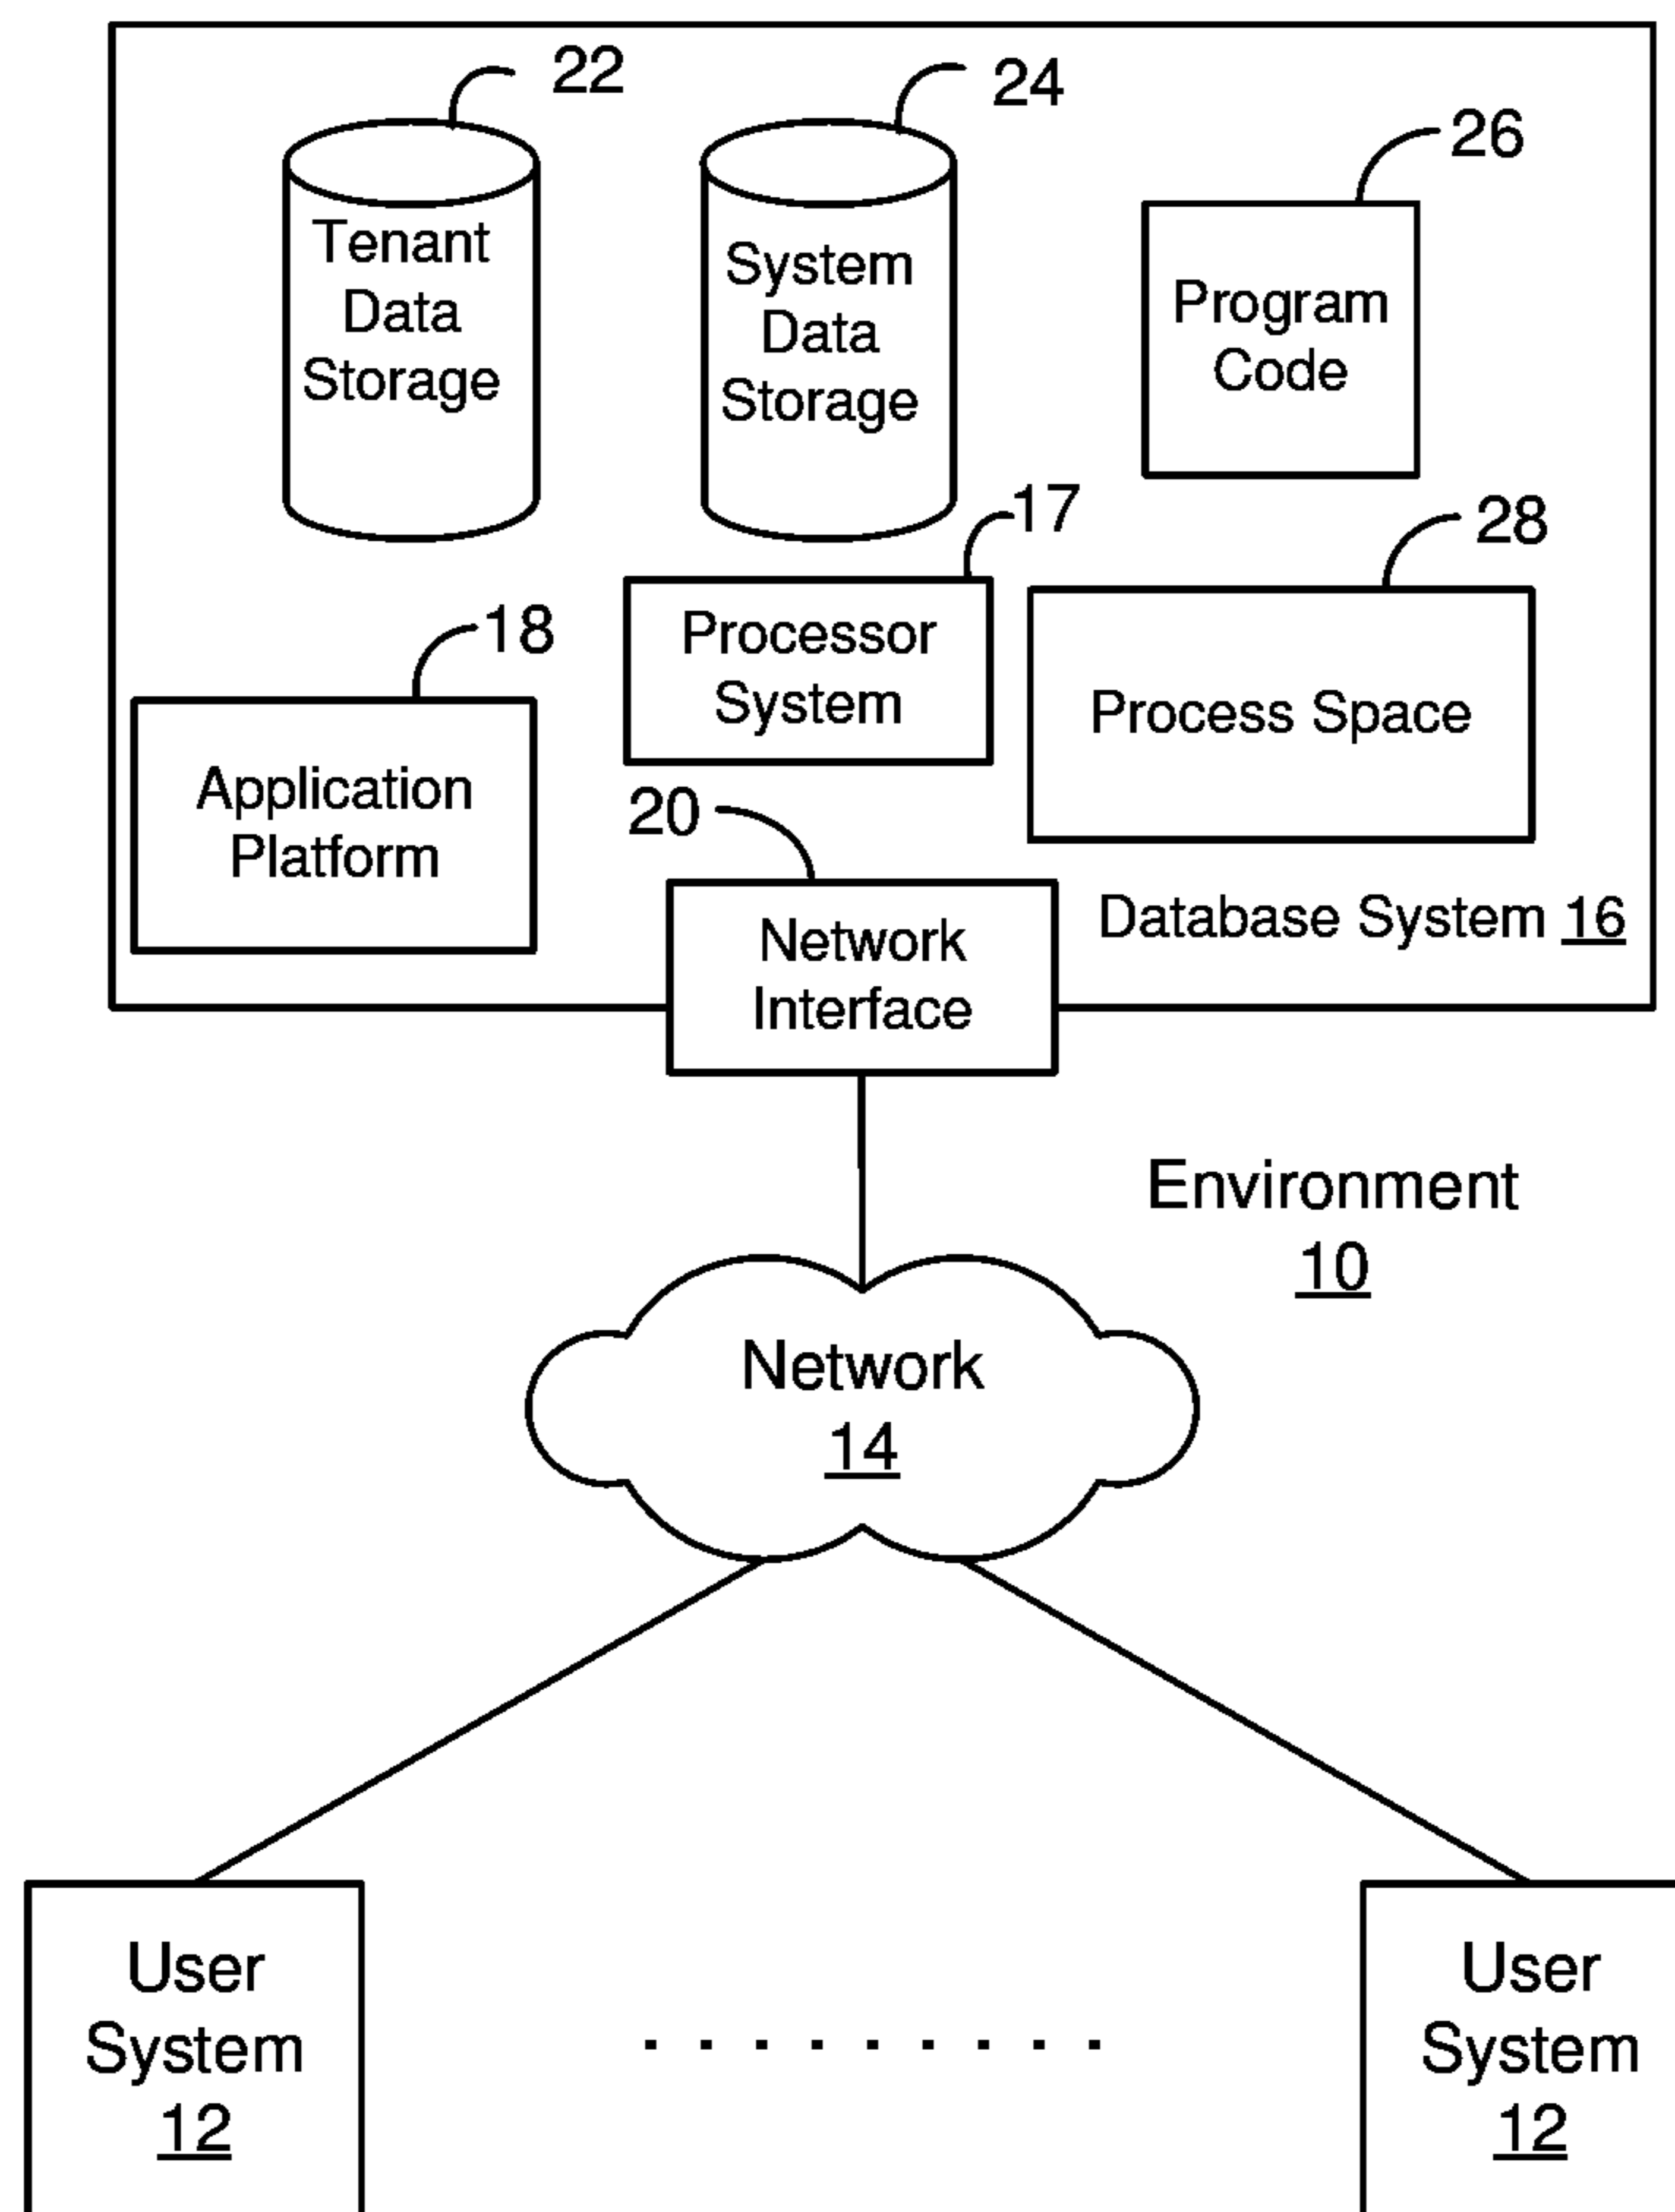 22
24
26
Tenant
Data
Storage
System
Data
Storage
Program
Code
17
28
18
Processor
System
Process Space
Application
Platform
20
Network
Interface
Database System 16
Environment
10
Network
14
User
System
12
. . . . . . . . .
User
System
12